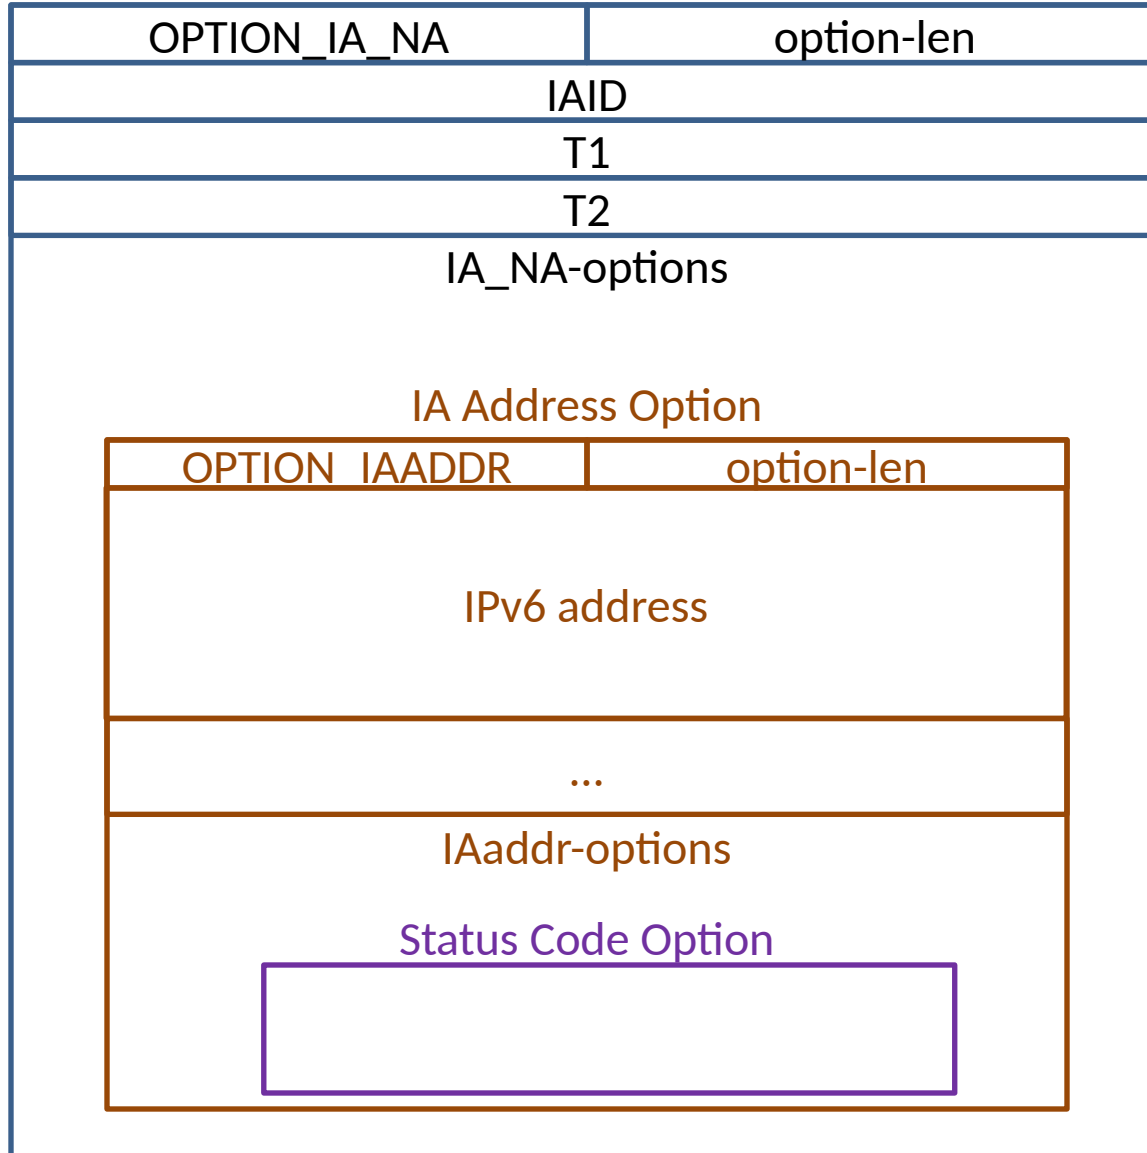 OPTION_IA_NA option-len
IAID
T1
T2
IA_NA-options
IA Address Option
OPTION_IAADDR option-len
IPv6 address
...
IAaddr-options
Status Code Option